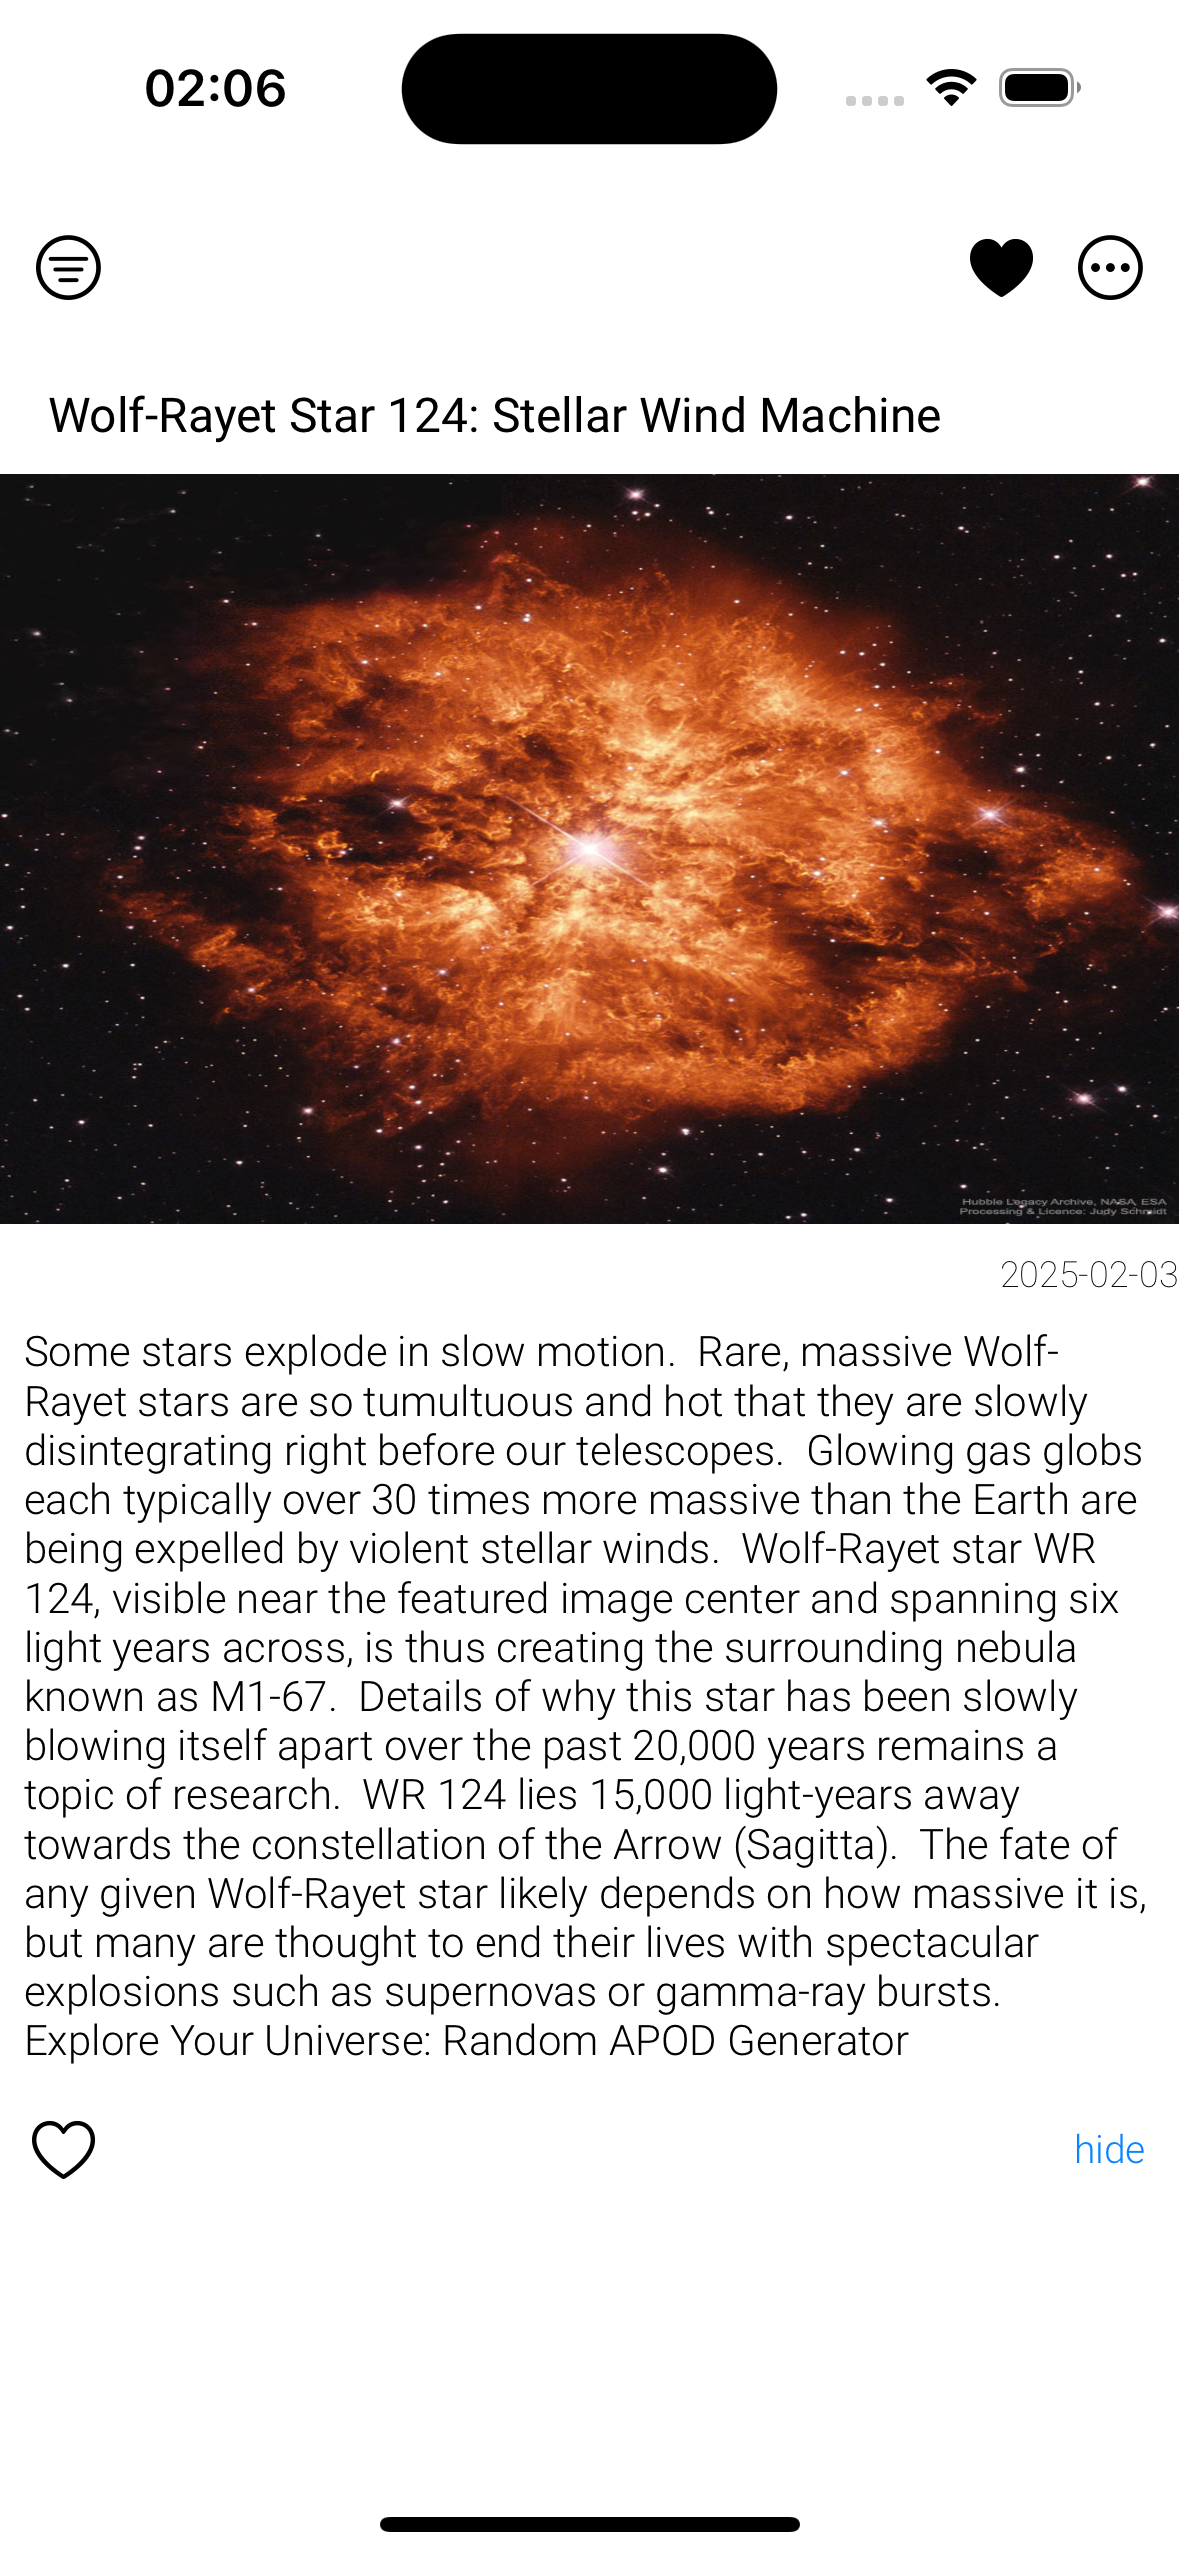 02:06
Wolf-Rayet Star 124: Stellar Wind Machine
Hubble Legacy Archive, NASA, ESA
Processing & Licence: Judy Schmidt
2025-02-03
Some stars explode in slow motion.  Rare, massive Wolf-
Rayet stars are so tumultuous and hot that they are slowly
disintegrating right before our telescopes.  Glowing gas globs
each typically over 30 times more massive than the Earth are
being expelled by violent stellar winds.  Wolf-Rayet star WR
124, visible near the featured image center and spanning six
light years across, is thus creating the surrounding nebula
known as M1-67.  Details of why this star has been slowly
blowing itself apart over the past 20,000 years remains a
topic of research.  WR 124 lies 15,000 light-years away
towards the constellation of the Arrow (Sagitta).  The fate of
any given Wolf-Rayet star likely depends on how massive it is,
but many are thought to end their lives with spectacular
explosions such as supernovas or gamma-ray bursts.
Explore Your Universe: Random APOD Generator
hide